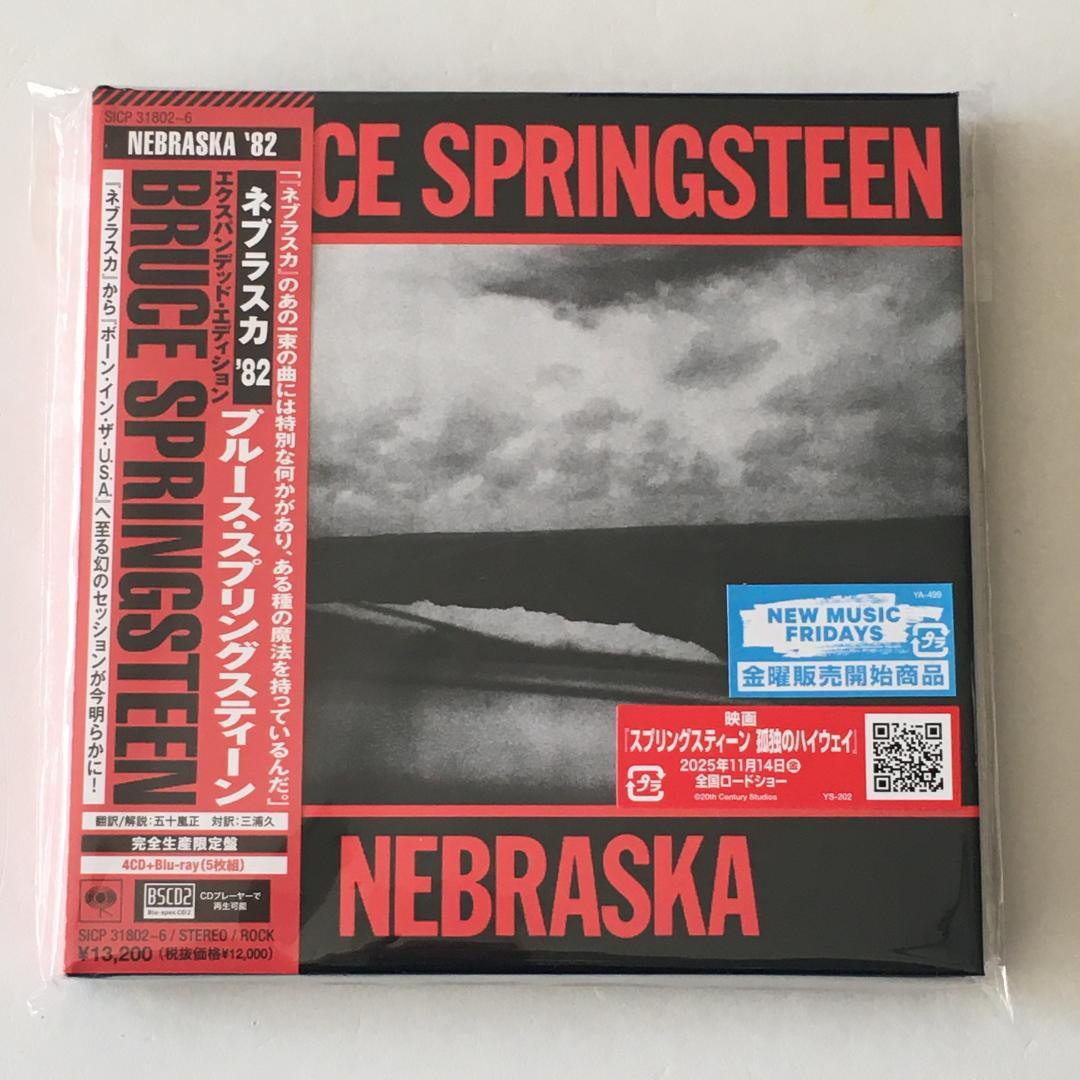 SICP 31802~6
NEBRASKA '82
「『ネブラスカ』のあの一束の曲には特別な何かがあり、ある種の魔法を持っているんだ。」
ネブラスカ '82
エクスパンデッド・エディション
ブルース・スプリングスティーン
BRUCE SPRINGSTEEN
『ネブラスカ』から『ボーン・イン・ザ・U.S.A.』へ至る幻のセッションが今明らかに!
翻訳/解説:五十嵐正 対訳:三浦久
完全生産限定盤
4CD+Blu-ray(5枚組)
BSCD2
Blu-spec CD2
CDプレーヤーで
再生可能
SICP 31802~6 / STEREO / ROCK
¥13,200 (税抜価格¥12,000)
CE SPRINGSTEEN
YA-499
NEW MUSIC
FRIDAYS
プラ
金曜販売開始商品
映画
『スプリングスティーン 孤独のハイウェイ』
2025年11月14日㊎
全国ロードショー
プラ
©20th Century Studios
YS-202
NEBRASKA